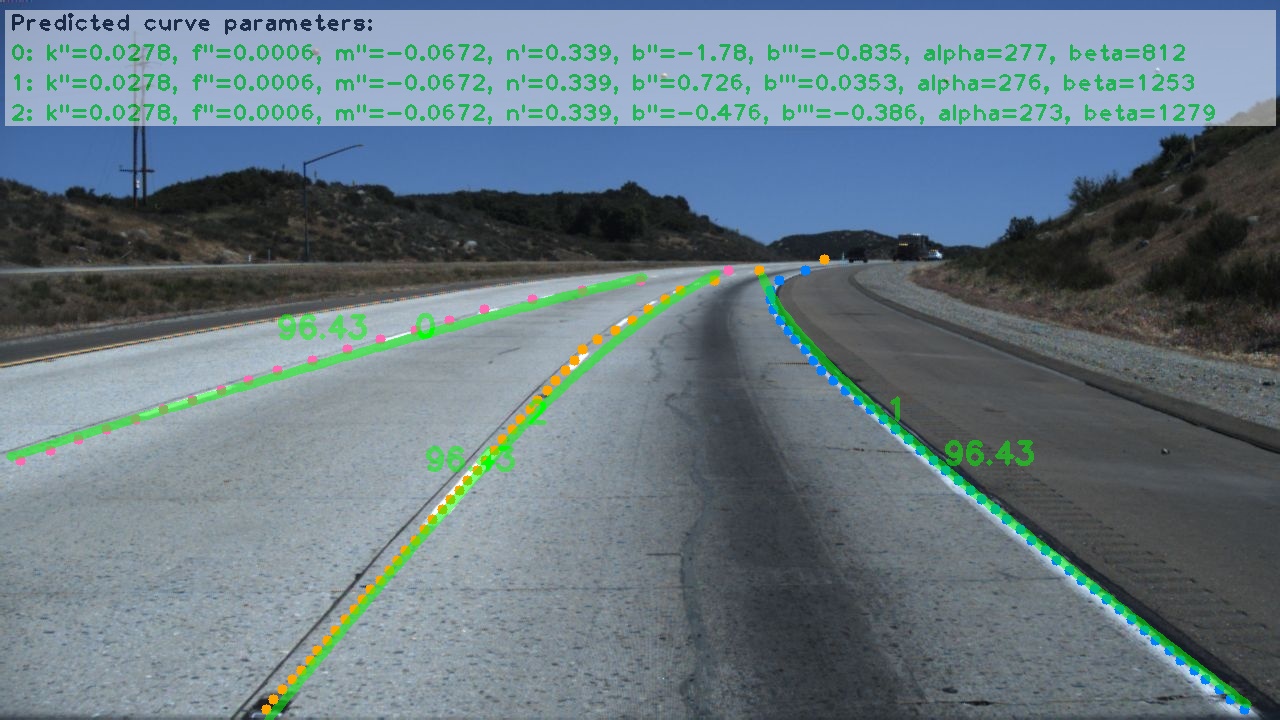 Predicted curve parameters:
0: k''=0.0278, f''=0.0006, m''=−0.0672, n'=0.339, b''=−1.78, b'''=−0.835, alpha=277, beta=812
1: k''=0.0278, f''=0.0006, m''=−0.0672, n'=0.339, b''=0.726, b'''=0.0353, alpha=276, beta=1253
2: k''=0.0278, f''=0.0006, m''=−0.0672, n'=0.339, b''=−0.476, b'''=−0.386, alpha=273, beta=1279
96.43 0
2 1
96.43 96.43